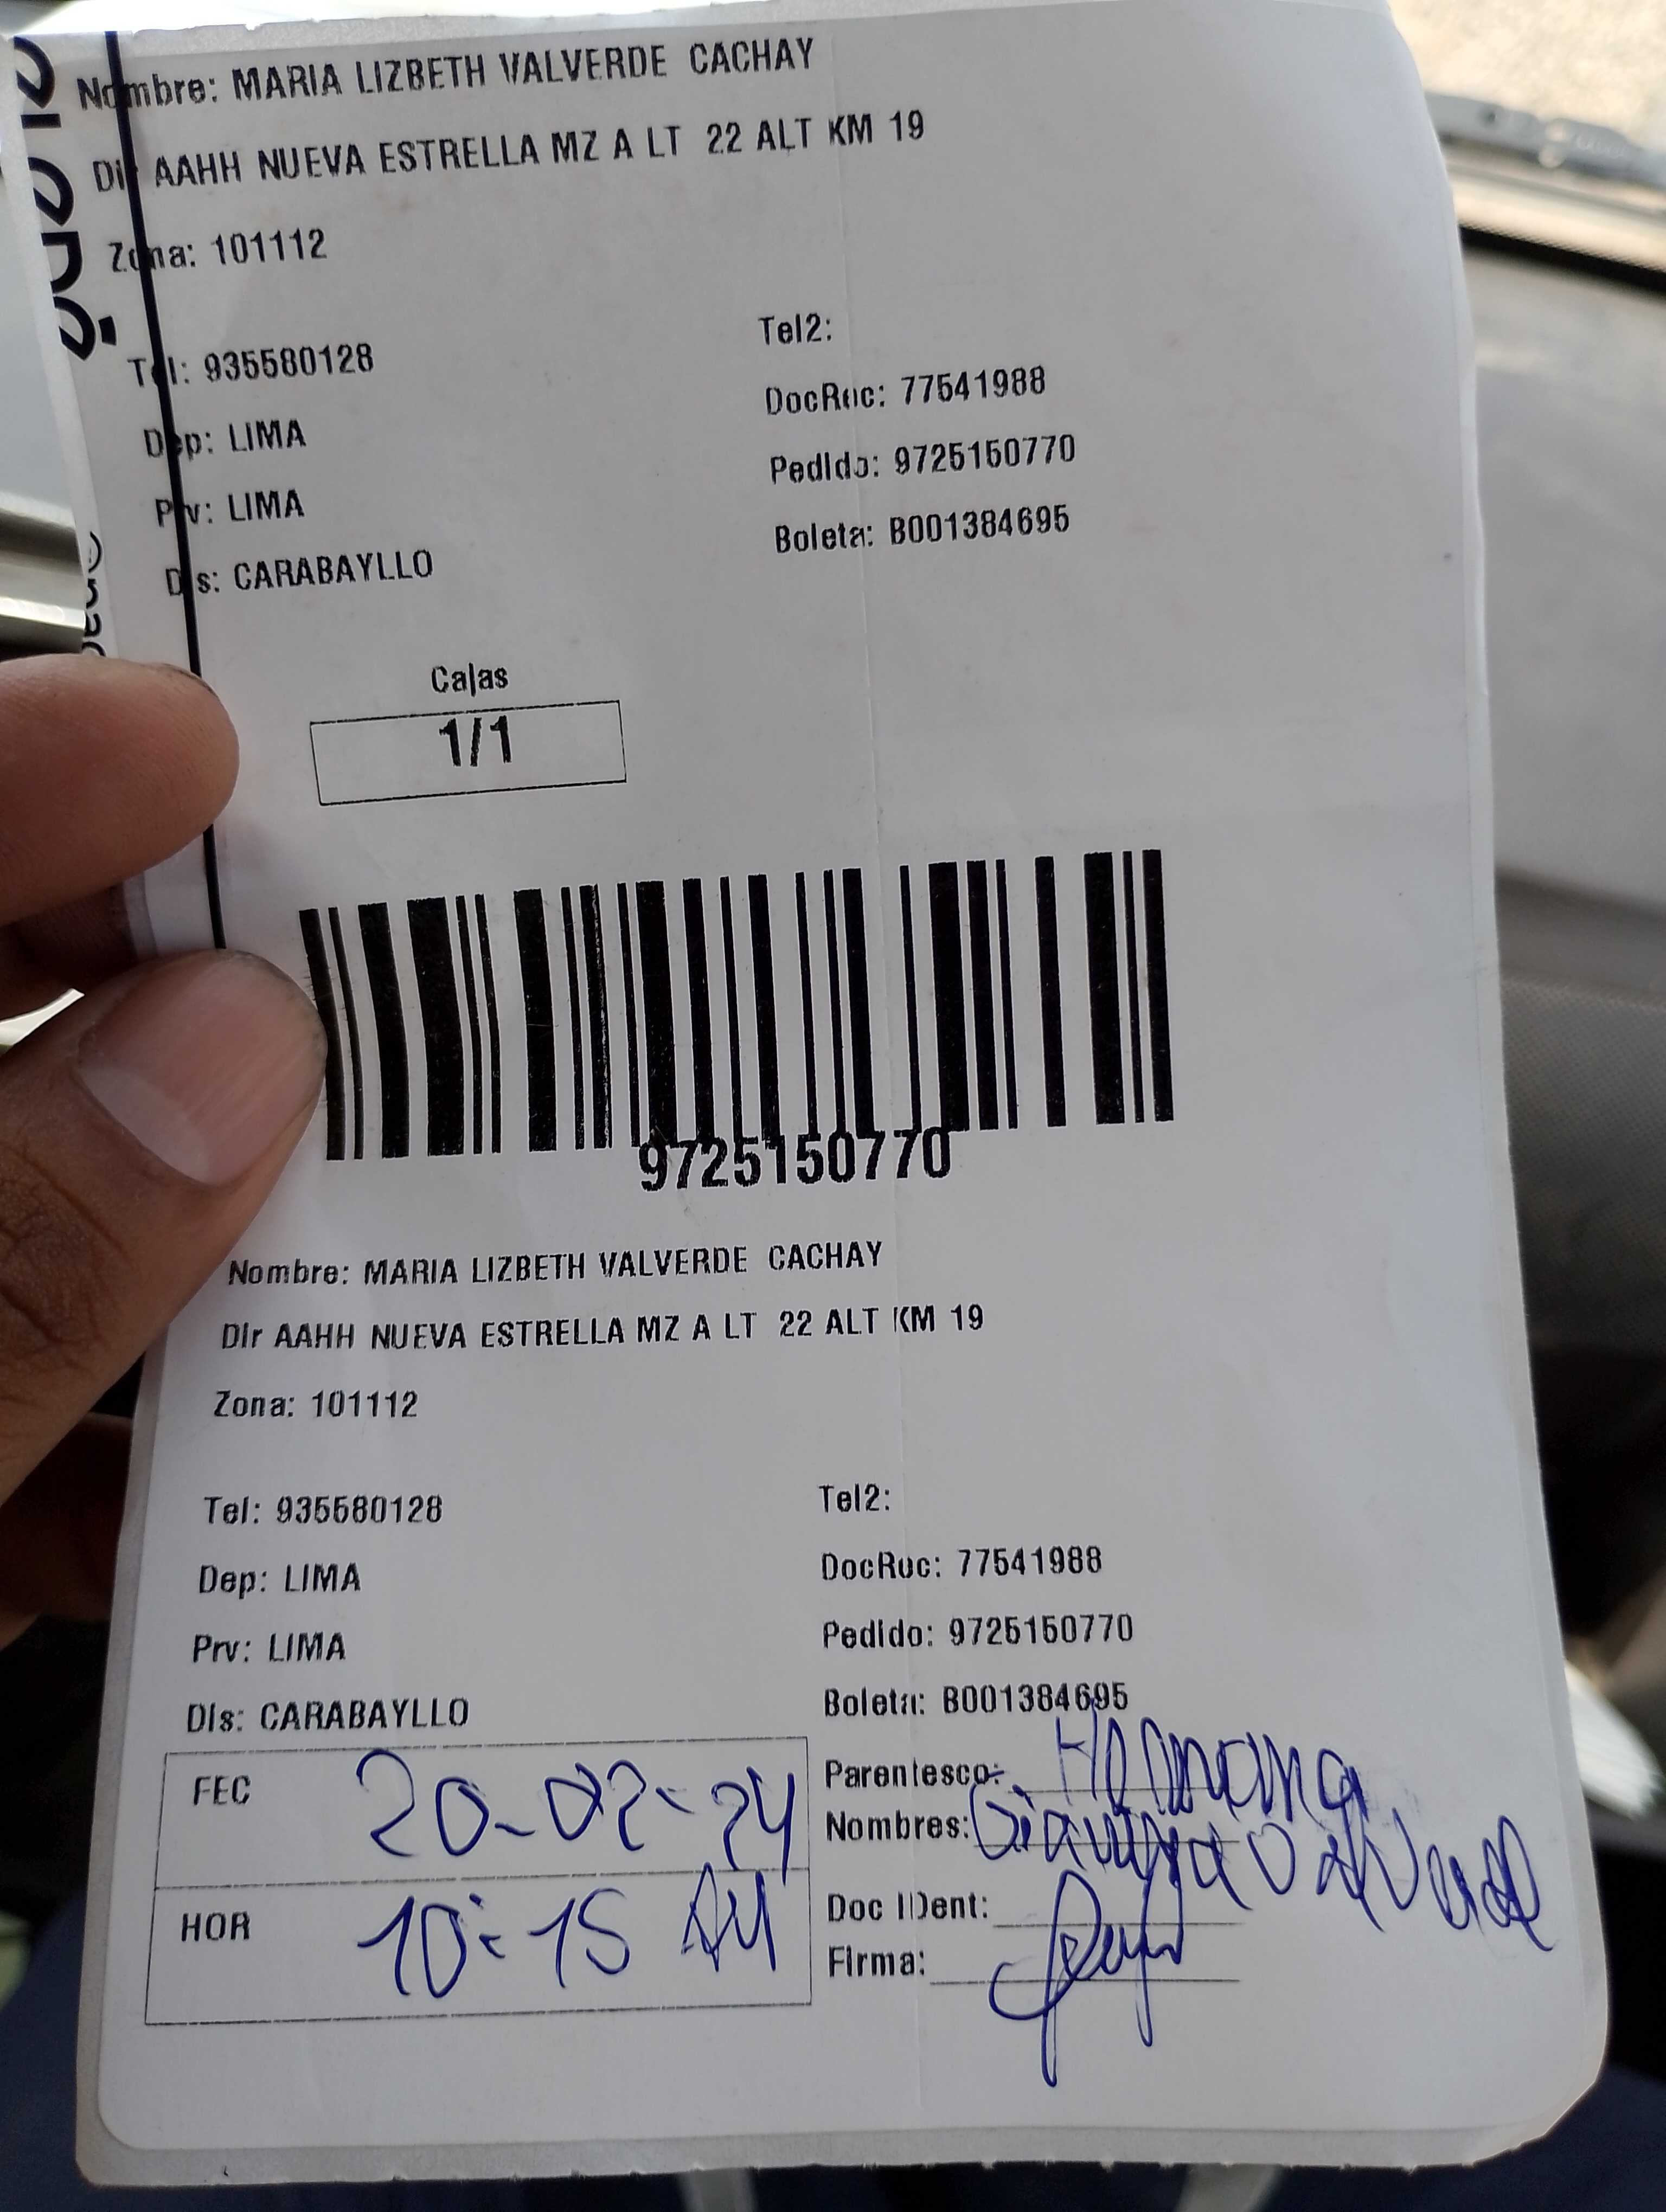 Nombre: MARIA LIZBETH VALVERDE CACHAY
Dir AAHH NUEVA ESTRELLA MZ A LT 22 ALT KM 19
Zona: 101112
Tel: 935580128
Tel2:
DocRuc: 77541988
Dep: LIMA
Pedido: 9725150770
Prv: LIMA
Boleta: B001384695
Dis: CARABAYLLO
Cajas
1/1
9725150770
Nombre: MARIA LIZBETH VALVERDE CACHAY
Dir AAHH NUEVA ESTRELLA MZ A LT 22 ALT KM 19
Zona: 101112
Tel: 935580128
Tel2:
Dep: LIMA
DocRuc: 77541988
Prv: LIMA
Pedido: 9725150770
Dis: CARABAYLLO
Boleta: B001384695
FEC 20-02-24
Parentesco: Hermana
Nombres:
HOR 10:15 AM
Doc IDent:
Firma: